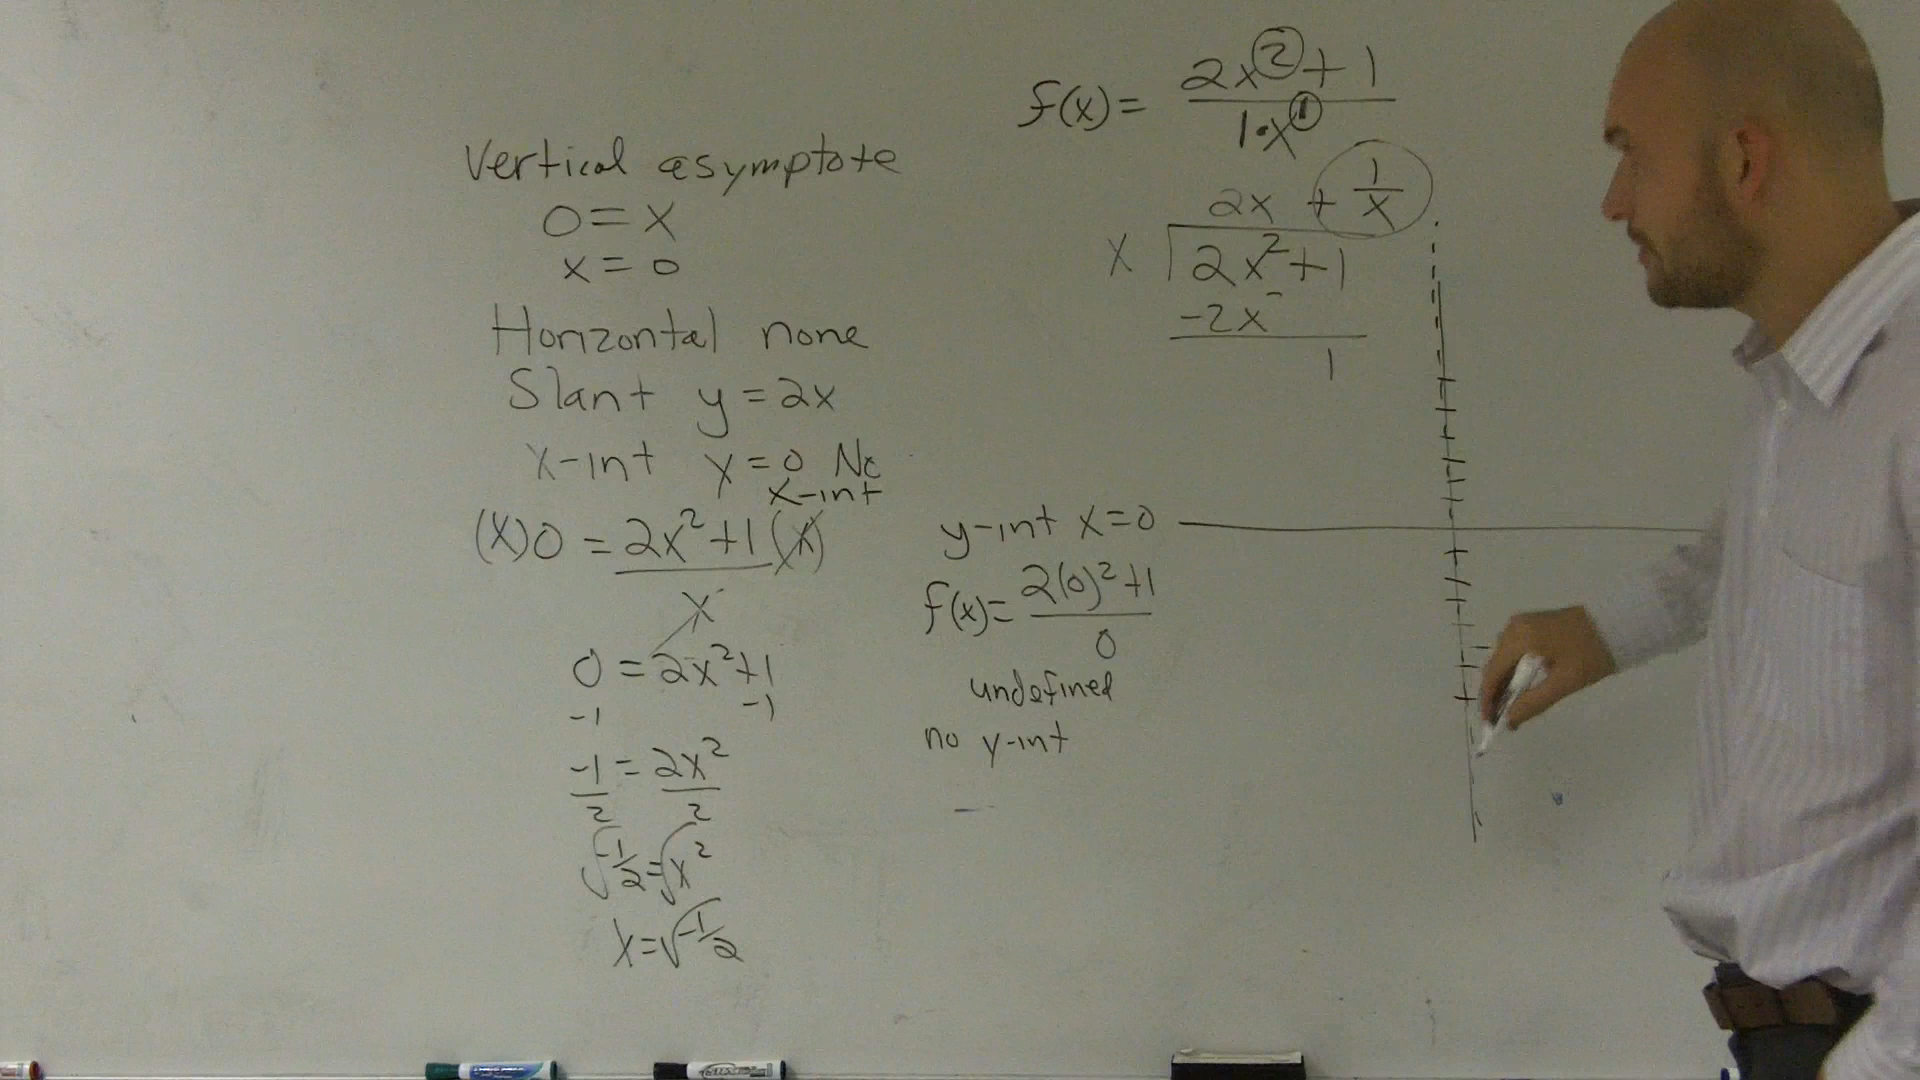 Vertical asymptote
0 = x
x = 0
Horizontal none
Slant y = 2x
x-int y = 0 No
x-int
(x) 0 = 2x² + 1 (x)
x
0 = 2x² + 1
-1 -1
-1 = 2x²
2 2
√-1/2 = √x²
x = √-1/2
y-int x = 0
f(x) = 2(0)² + 1
0
undefined
no y-int
f(x) = 2x² + 1
1·x¹
2x + 1/x
x 2x² + 1
-2x²
1